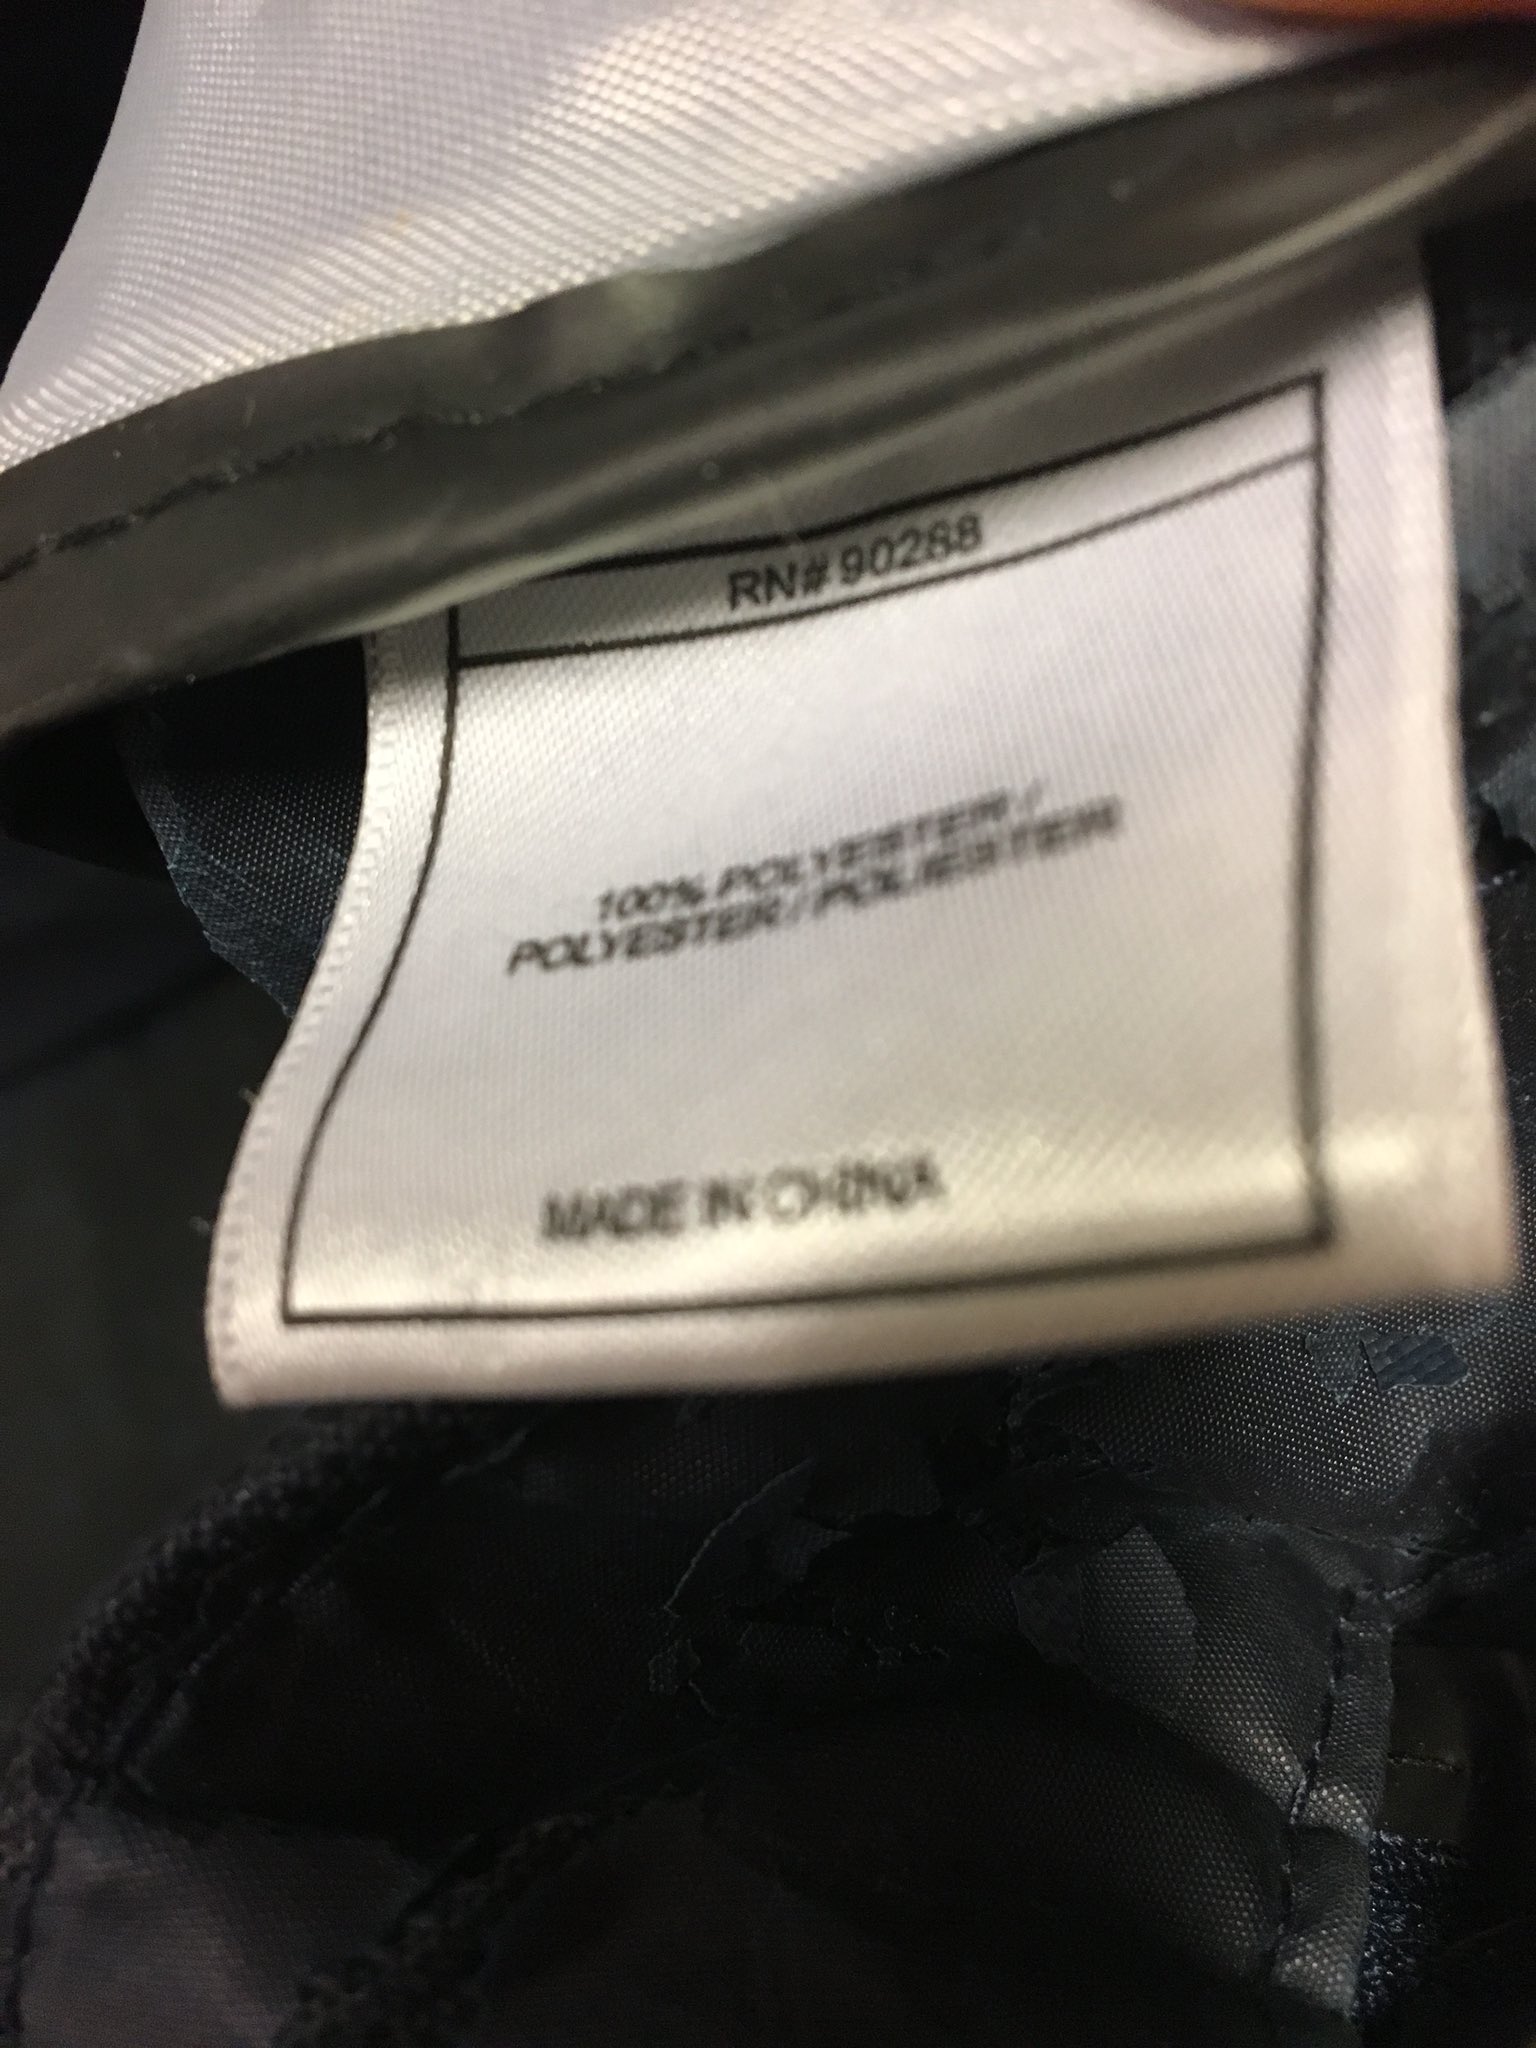 RN# 90288
100% POLYESTER /
POLYESTER / POLIESTER
MADE IN CHINA